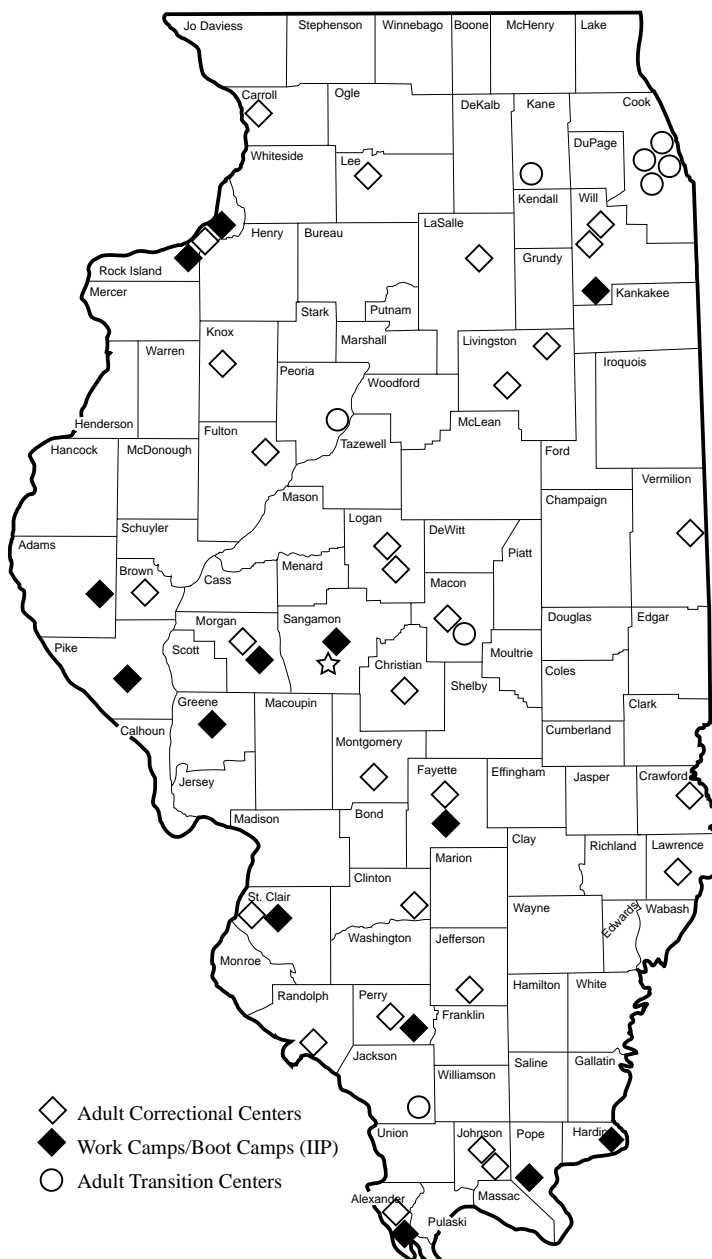 Jo Daviess
Stephenson
Winnebago
Boone
McHenry
Lake
Carroll
Ogle
DeKalb
Kane
Cook
DuPage
Whiteside
Lee
Kendall
Will
LaSalle
Henry
Bureau
Grundy
Rock Island
Kankakee
Mercer
Putnam
Stark
Knox
Marshall
Livingston
Warren
Peoria
Woodford
Iroquois
Henderson
McLean
Fulton
Tazewell
Hancock
McDonough
Ford
Vermilion
Mason
Champaign
Logan
Schuyler
DeWitt
Adams
Piatt
Brown
Cass
Menard
Macon
Morgan
Sangamon
Douglas
Edgar
Pike
Scott
Moultrie
Christian
Coles
Shelby
Greene
Macoupin
Clark
Calhoun
Cumberland
Montgomery
Fayette
Effingham
Jasper
Crawford
Jersey
Madison
Bond
Clay
Richland
Lawrence
Marion
Clinton
St. Clair
Wayne
Edwards
Wabash
Washington
Jefferson
Monroe
Hamilton
White
Randolph
Perry
Franklin
Jackson
Saline
Gallatin
Williamson
Adult Correctional Centers
Union
Johnson
Pope
Hardin
Work Camps/Boot Camps (IIP)
Adult Transition Centers
Alexander
Massac
Pulaski